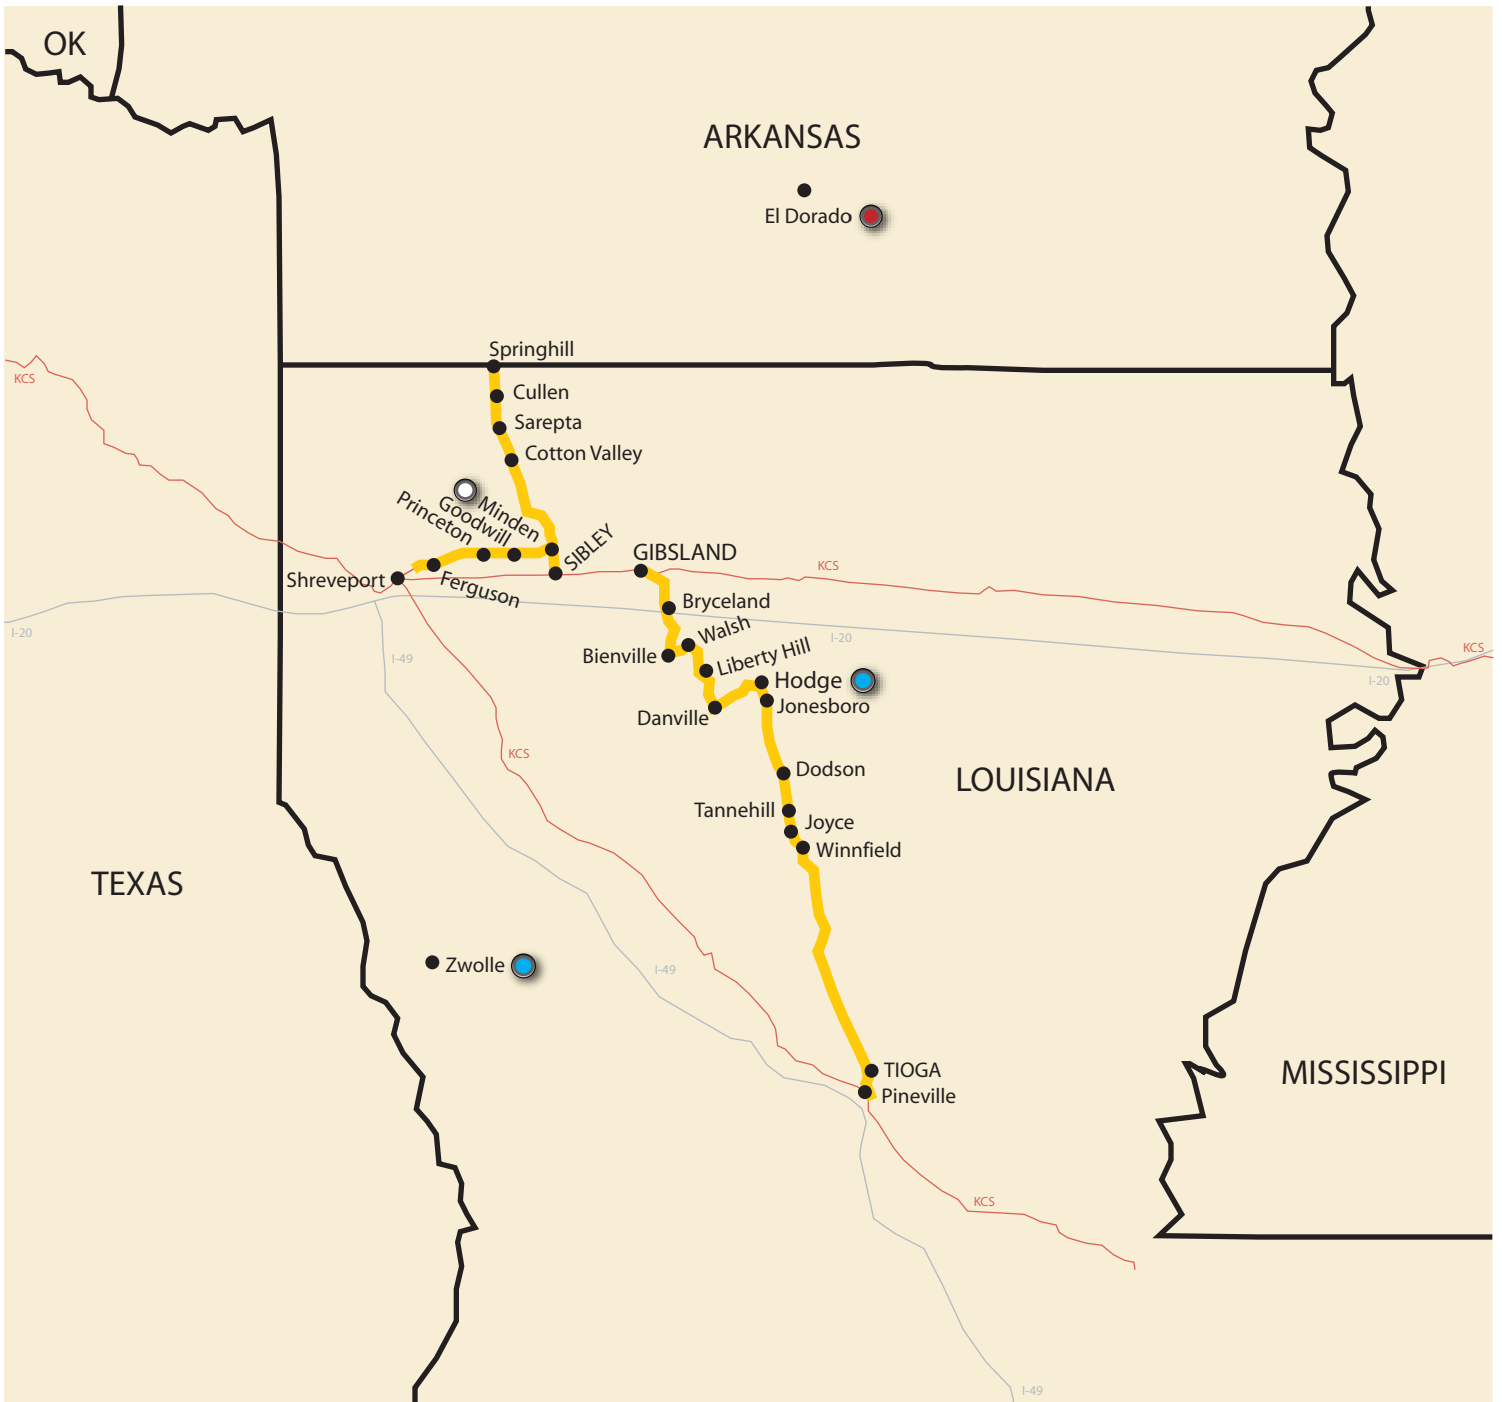 OK
ARKANSAS
El Dorado
Springhill
KCS
Cullen
Sarepta
Cotton Valley
Minden
Goodwill
Princeton
SIBLEY
GIBSLAND
KCS
Shreveport
Ferguson
Bryceland
I-20
Walsh
I-20
KCS
Bienville
I-49
Liberty Hill
Hodge
I-20
Jonesboro
Danville
KCS
Dodson
LOUISIANA
Tannehill
Joyce
Winnfield
TEXAS
Zwolle
I-49
TIOGA
MISSISSIPPI
Pineville
KCS
I-49